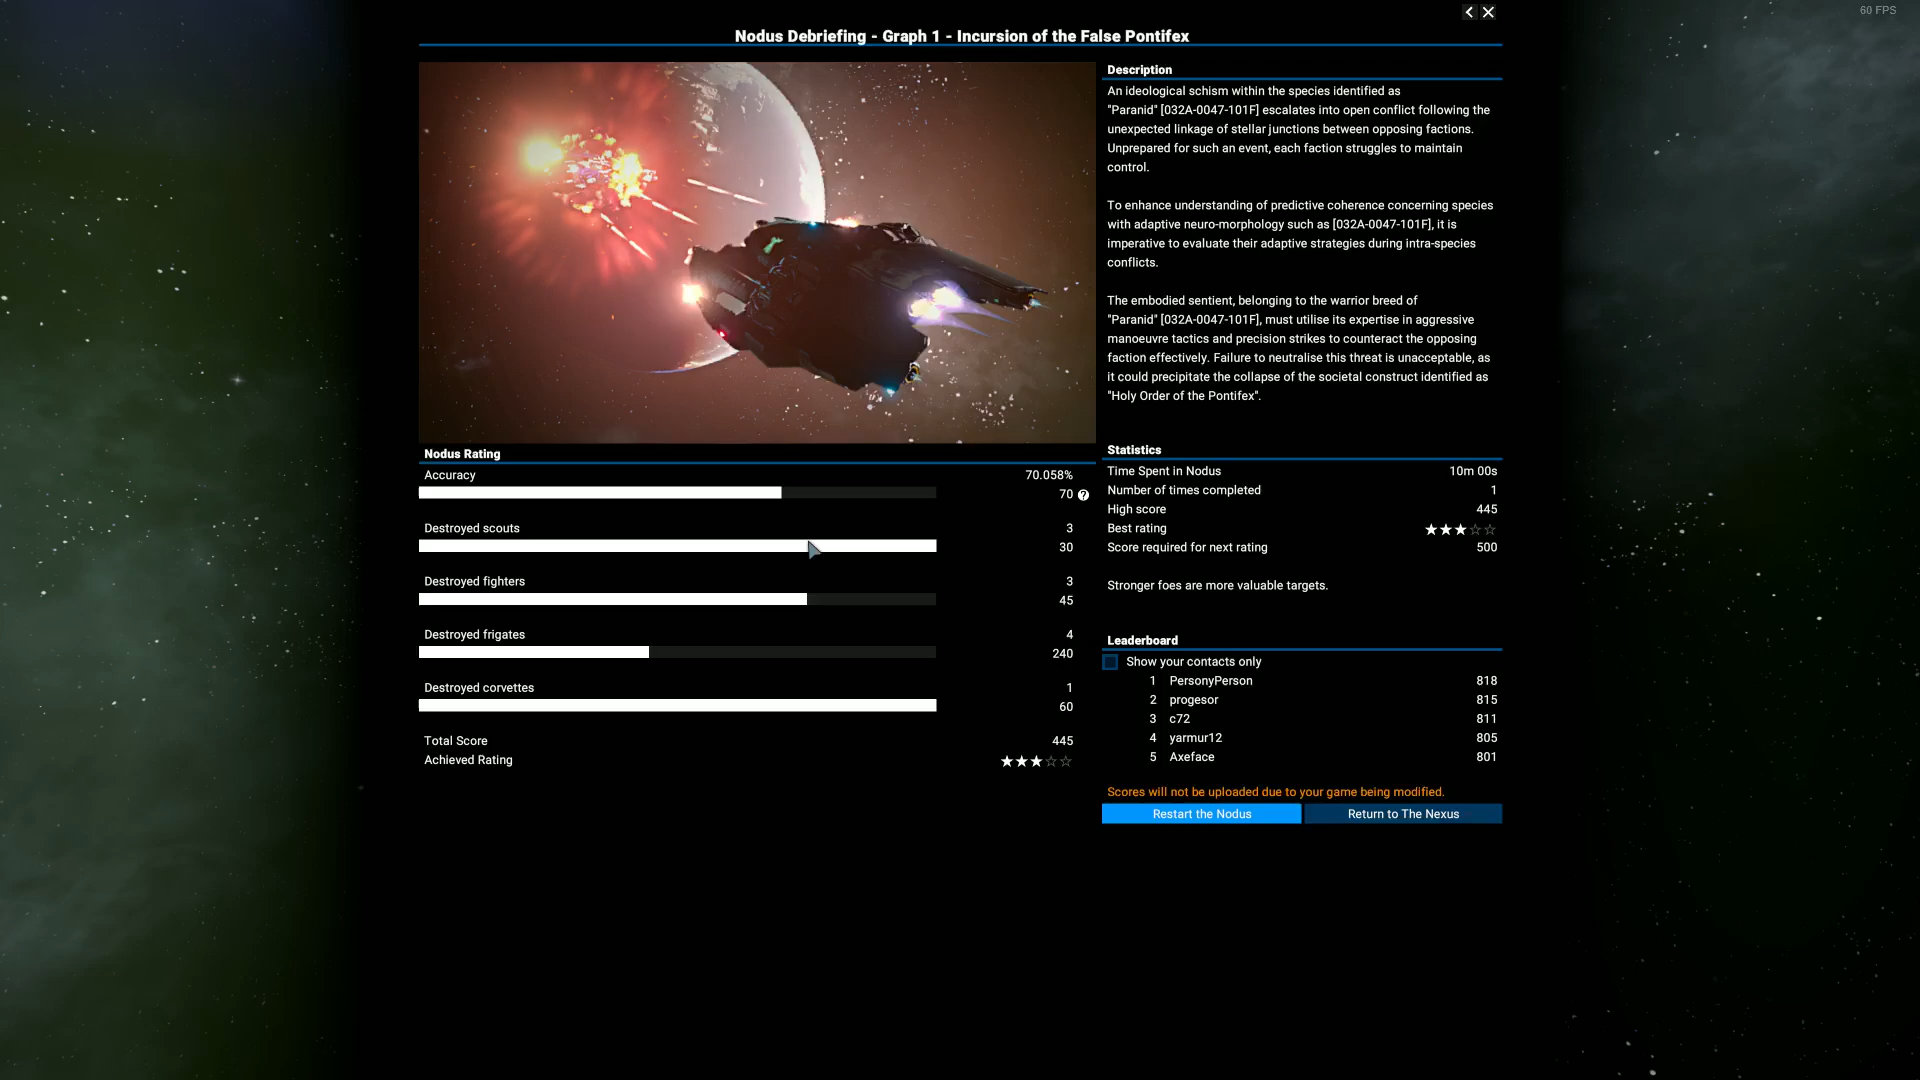 60 FPS
Nodus Debriefing - Graph 1 - Incursion of the False Pontifex
Description
An ideological schism within the species identified as
"Paranid" [032A-0047-101F] escalates into open conflict following the
unexpected linkage of stellar junctions between opposing factions.
Unprepared for such an event, each faction struggles to maintain
control.
To enhance understanding of predictive coherence concerning species
with adaptive neuro-morphology such as [032A-0047-101F], it is
imperative to evaluate their adaptive strategies during intra-species
conflicts.
The embodied sentient, belonging to the warrior breed of
"Paranid" [032A-0047-101F], must utilise its expertise in aggressive
manoeuvre tactics and precision strikes to counteract the opposing
faction effectively. Failure to neutralise this threat is unacceptable, as
it could precipitate the collapse of the societal construct identified as
"Holy Order of the Pontifex".
Nodus Rating
Accuracy 70.058%
70 ?
Destroyed scouts 3
30
Destroyed fighters 3
45
Destroyed frigates 4
240
Destroyed corvettes 1
60
Total Score 445
Achieved Rating ★★★☆☆
Statistics
Time Spent in Nodus 10m 00s
Number of times completed 1
High score 445
Best rating ★★★☆☆
Score required for next rating 500
Stronger foes are more valuable targets.
Leaderboard
Show your contacts only
1 PersonyPerson 818
2 progesor 815
3 c72 811
4 yarmur12 805
5 Axeface 801
Scores will not be uploaded due to your game being modified.
Restart the Nodus Return to The Nexus